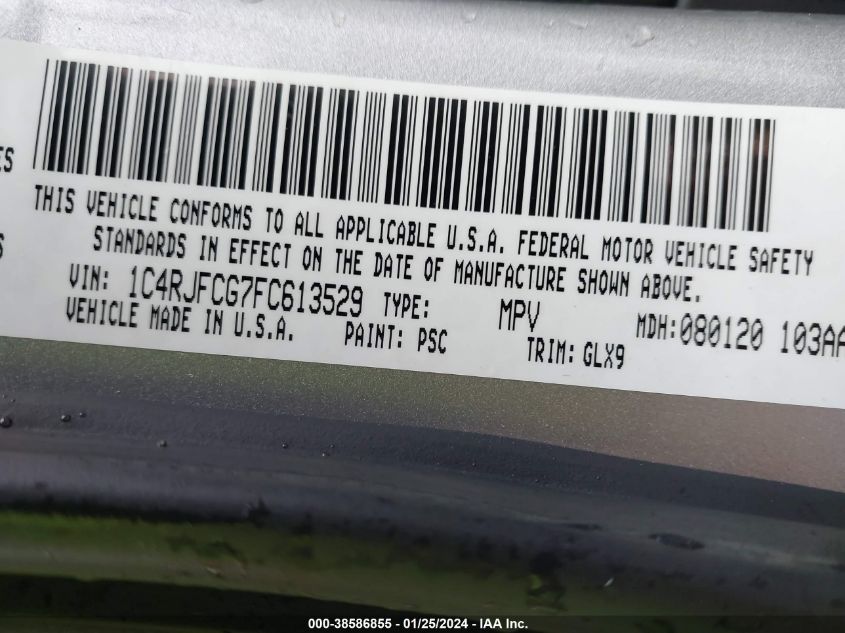 ES
S
THIS VEHICLE CONFORMS TO ALL APPLICABLE U.S.A. FEDERAL MOTOR VEHICLE SAFETY
STANDARDS IN EFFECT ON THE DATE OF MANUFACTURE SHOWN ABOVE.
VIN: 1C4RJFCG7FC613529 TYPE: MPV MDH:080120 103AA
VEHICLE MADE IN U.S.A. PAINT: PSC TRIM: GLX9
000-38586855 - 01/25/2024 - IAA Inc.